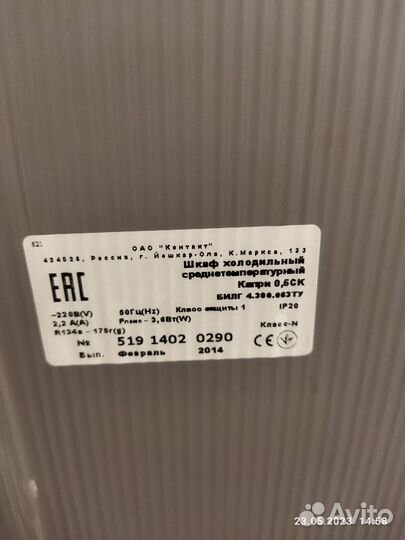 621
ОАО "Контакт"
424026, Россия, г. Йошкар-Ола, К.Маркса, 133
Шкаф холодильный
среднетемпературный
Капри 0,5СК
БИЛГ 4.300.063ТУ
EAC
~220В(V) 50Гц(Hz) Класс защиты 1 IP20
2,2 А(А) Pламп – 3,6Вт(W)
R134a – 175г(g) Класс-N
№ 519 1402 0290 CE
Вып. Февраль 2014
Avito
23.05.2023 14:58